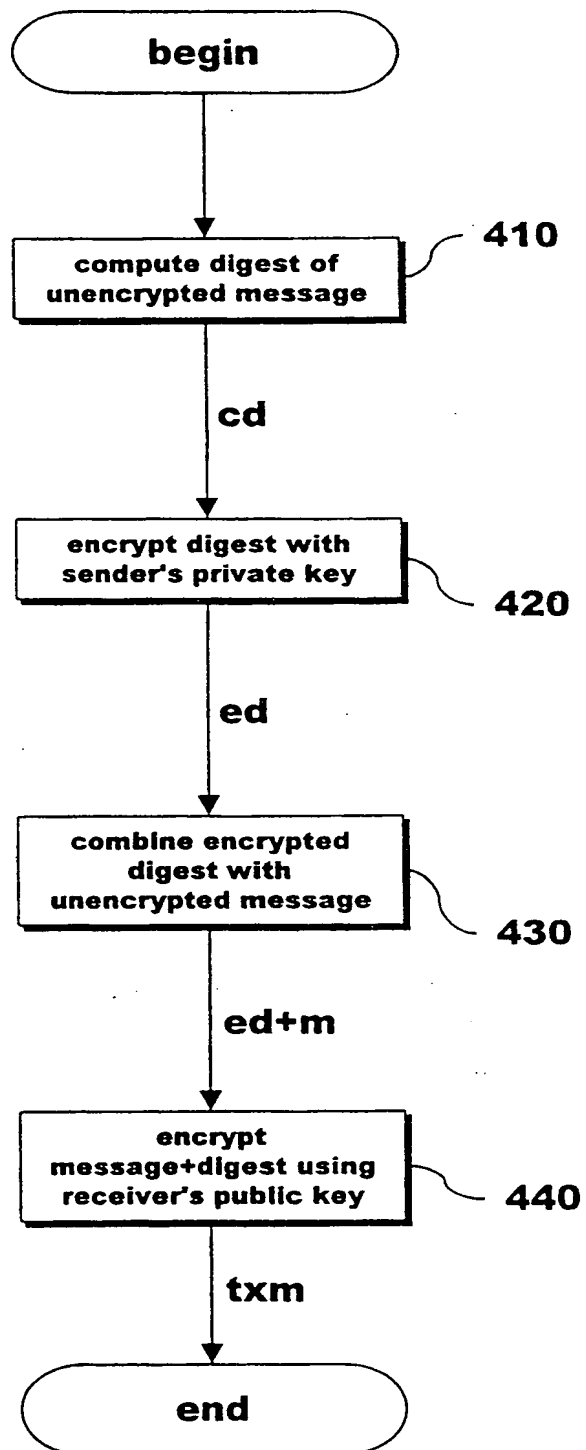 begin
compute digest of
unencrypted message
410
cd
encrypt digest with
sender's private key
420
ed
combine encrypted
digest with
unencrypted message
430
ed+m
encrypt
message+digest using
receiver's public key
440
txm
end